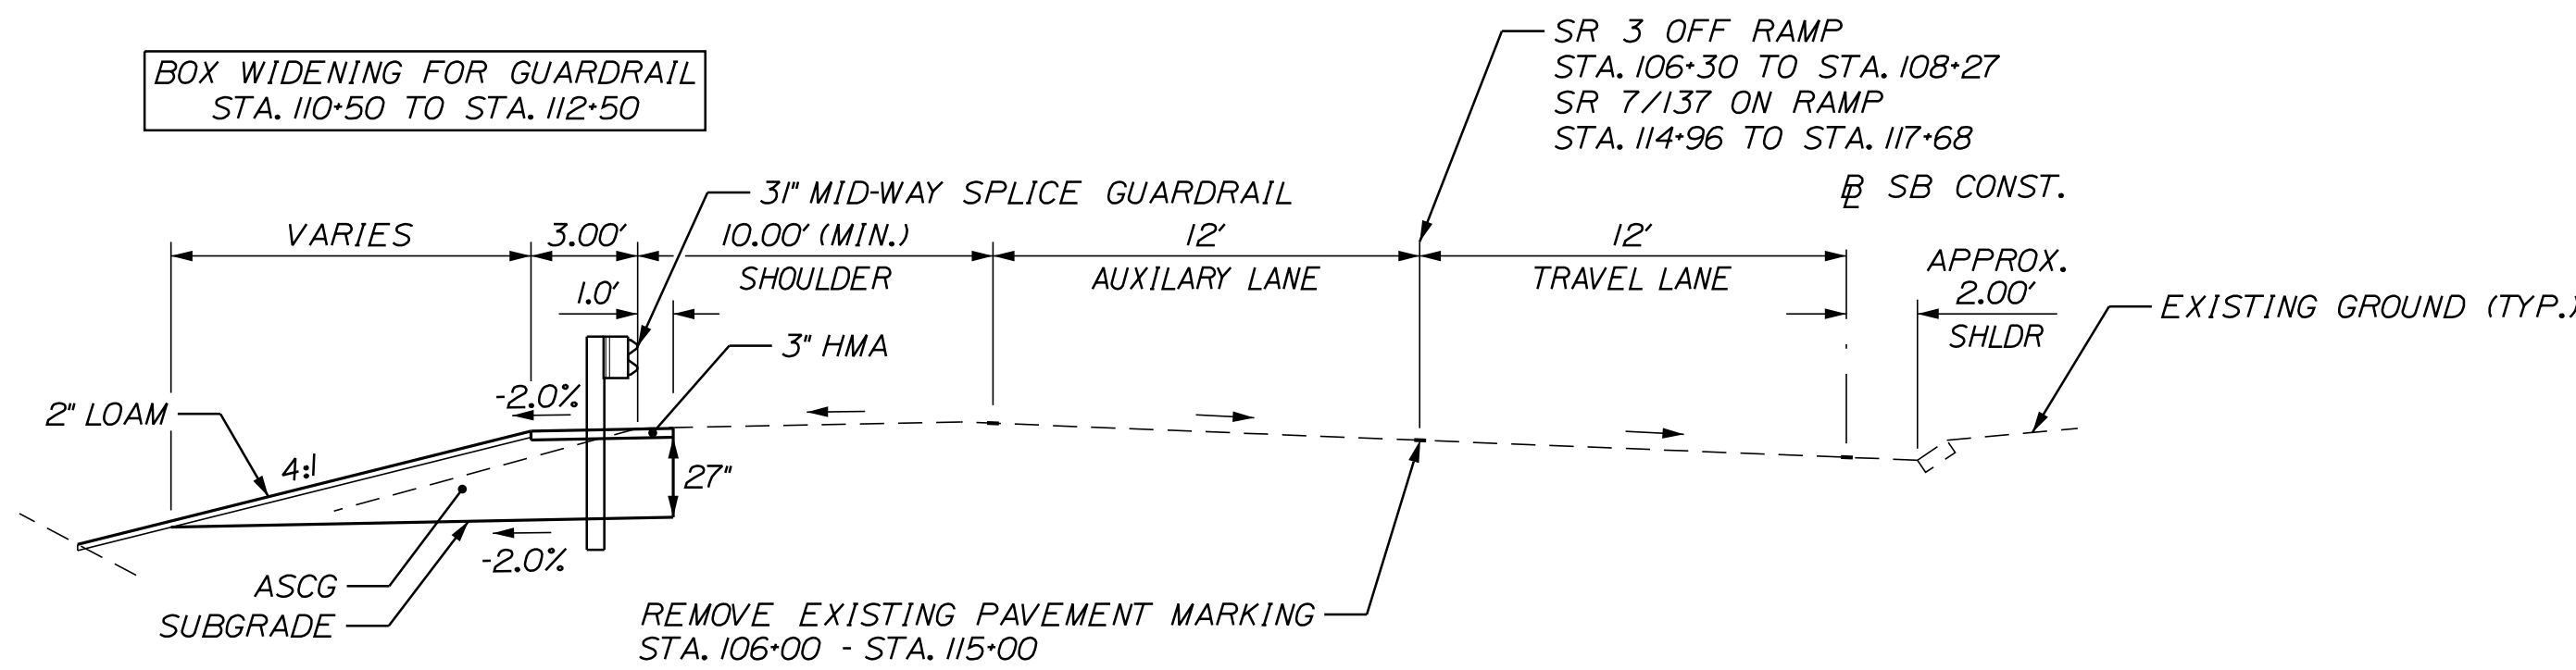 BOX WIDENING FOR GUARDRAIL
STA. 110+50 TO STA. 112+50
SR 3 OFF RAMP
STA. 106+30 TO STA. 108+27
SR 7/137 ON RAMP
STA. 114+96 TO STA. 117+68
BL SB CONST.
31" MID-WAY SPLICE GUARDRAIL
VARIES
3.00'
10.00' (MIN.)
SHOULDER
12'
AUXILARY LANE
12'
TRAVEL LANE
APPROX.
2.00'
SHLDR
1.0'
EXISTING GROUND (TYP.)
3" HMA
-2.0%
2" LOAM
4:1
27"
-2.0%
ASCG
SUBGRADE
REMOVE EXISTING PAVEMENT MARKING
STA. 106+00 - STA. 115+00